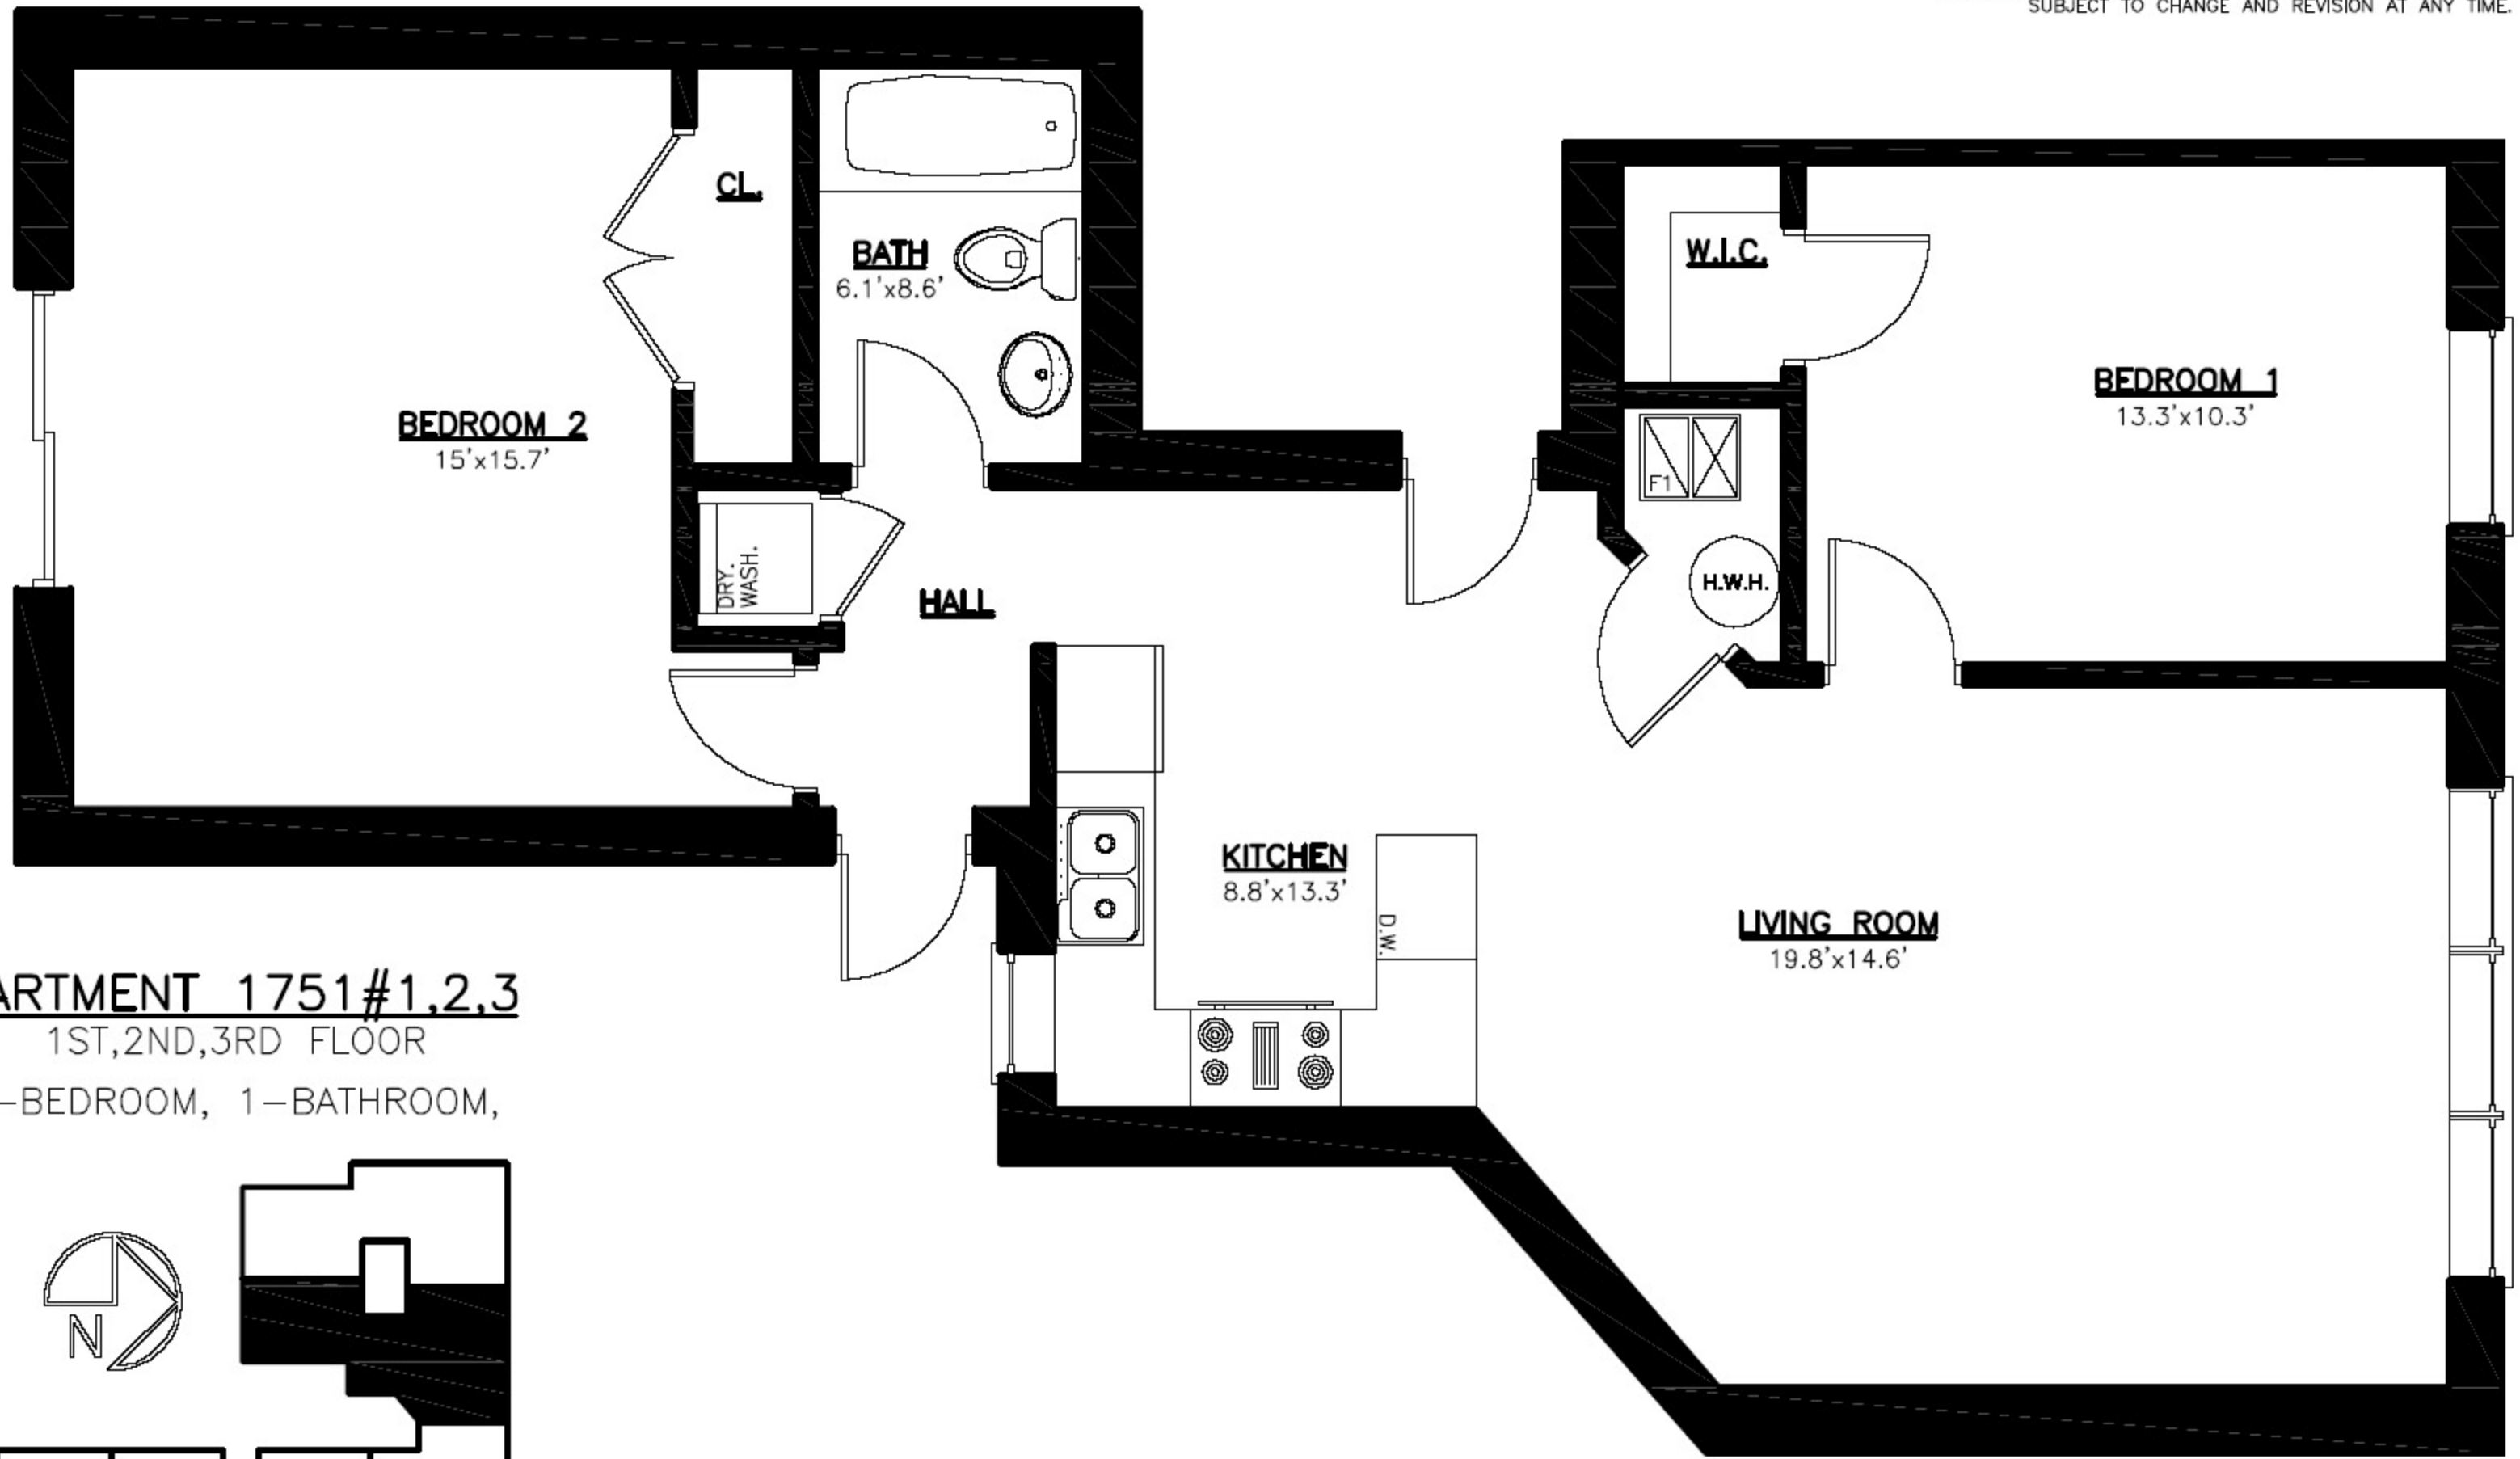 SUBJECT TO CHANGE AND REVISION AT ANY TIME.
CL.
BATH
6.1'x8.6'
W.I.C.
BEDROOM 1
13.3'x10.3'
BEDROOM 2
15'x15.7'
F1
DRY.
WASH.
H.W.H.
HALL
KITCHEN
8.8'x13.3'
D.W.
LIVING ROOM
19.8'x14.6'
ARTMENT 1751#1,2,3
1ST,2ND,3RD FLOOR
-BEDROOM, 1-BATHROOM,
N